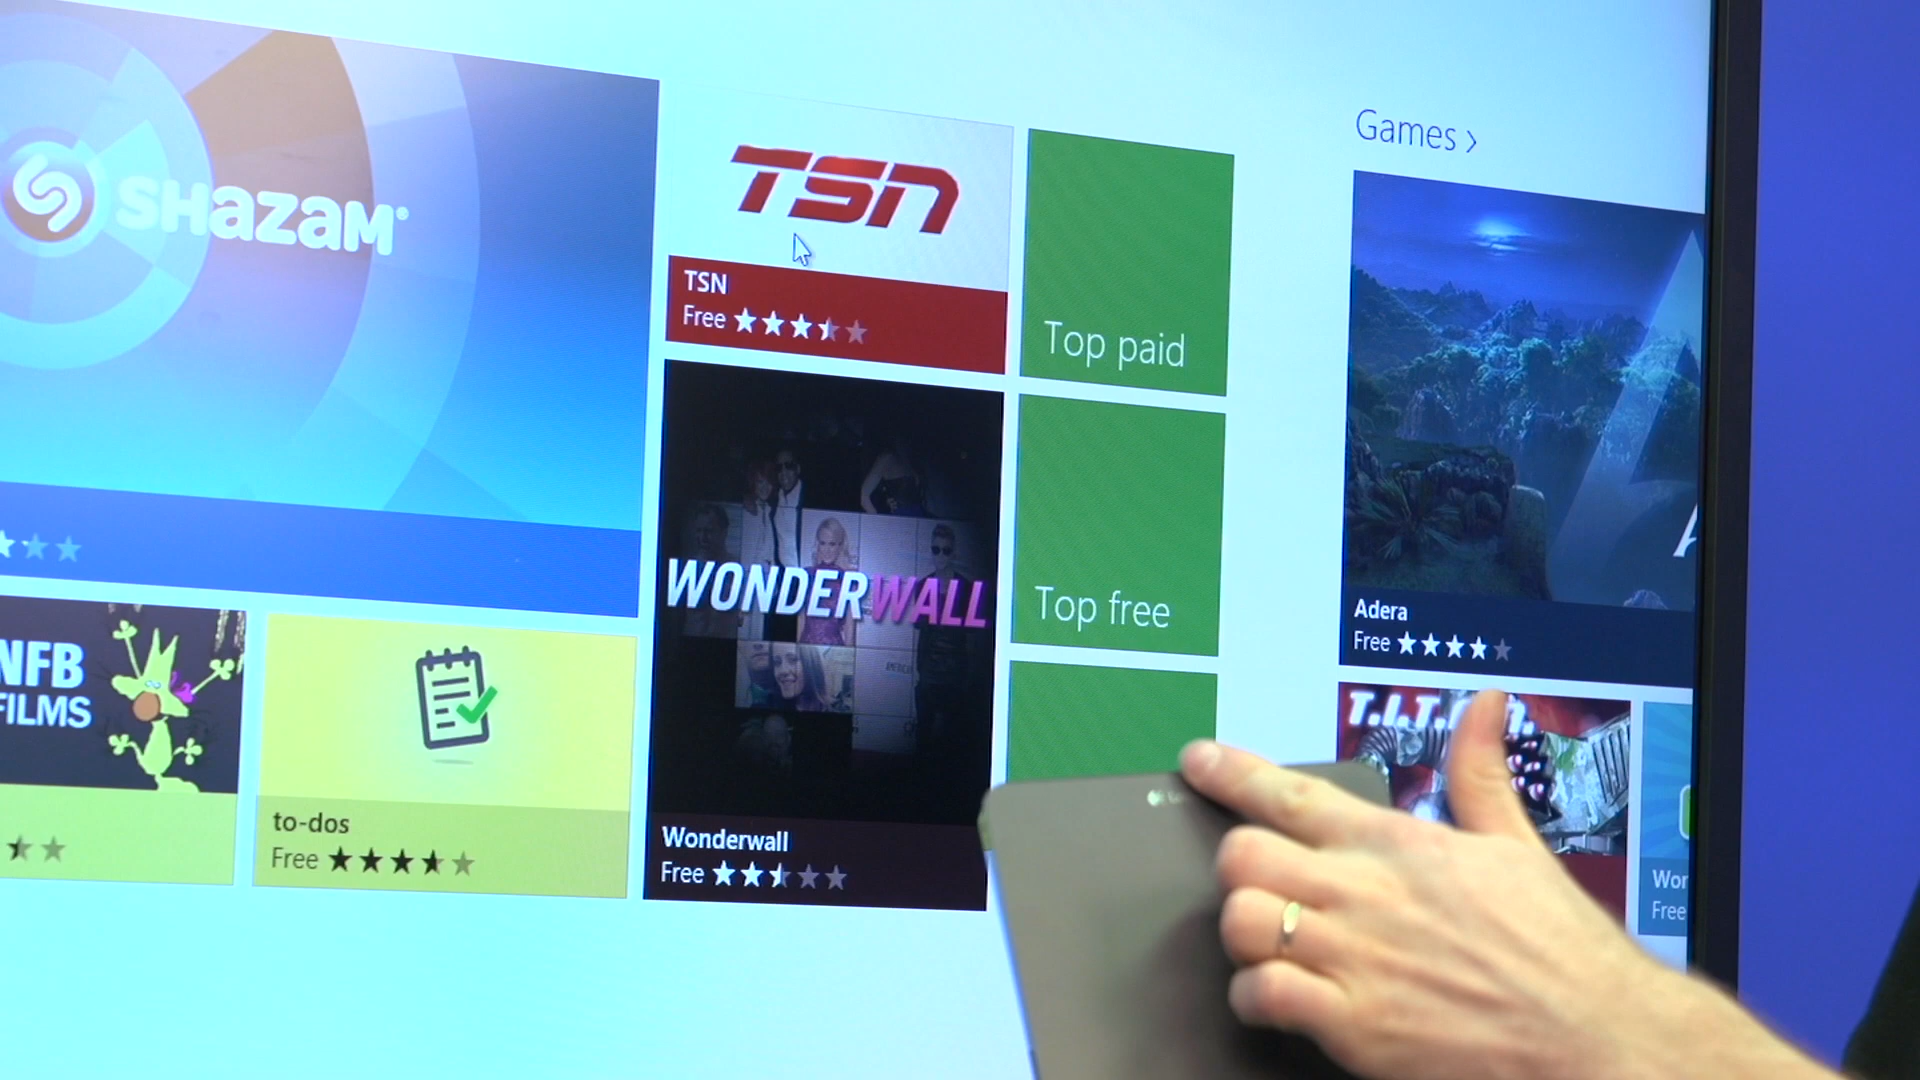 SHAZAM®
TSN
TSN
Free
Top paid
Games >
WONDERWALL
Wonderwall
Free
Top free
Adera
Free
NFB
FILMS
to-dos
Free
T.I.T.A.N.
Wor
Free